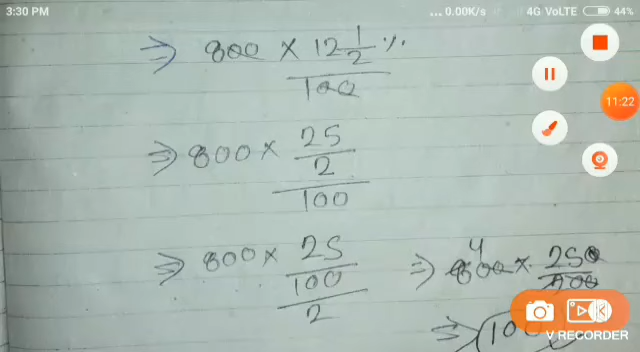 3:30 PM ... 0.00K/s 4G VoLTE 44%
⇒ 800 × 12 1/2 %
100
11:22
⇒ 800 × 25
2
100
⇒ 800 × 25
100
2
4
⇒ 800 × 250
200
⇒ 100
V RECORDER